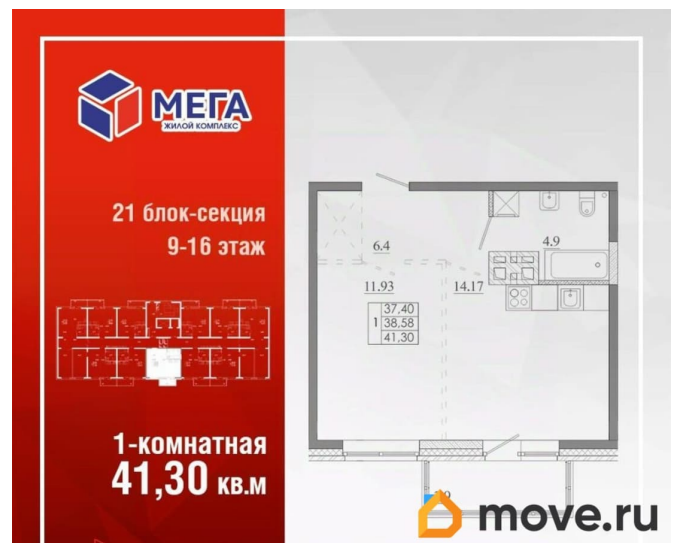 МЕГА
ЖИЛОЙ КОМПЛЕКС
21 блок-секция
9-16 этаж
1-комнатная
41,30 кв.м
6.4
4.9
11.93
14.17
37.40
1 38.58
41.30
move.ru